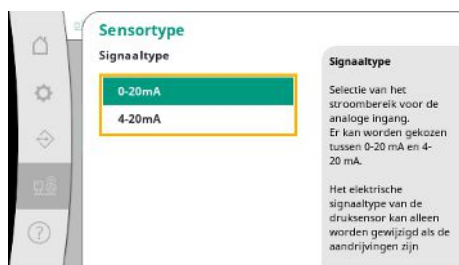 Sensortype
Signaaltype
0-20mA
4-20mA
Signaaltype
Selectie van het
stroombereik voor de
analoge ingang.
Er kan worden gekozen
tussen 0-20 mA en 4-
20 mA.
Het elektrische
signaaltype van de
druksensor kan alleen
worden gewijzigd als de
aandrijvingen zijn